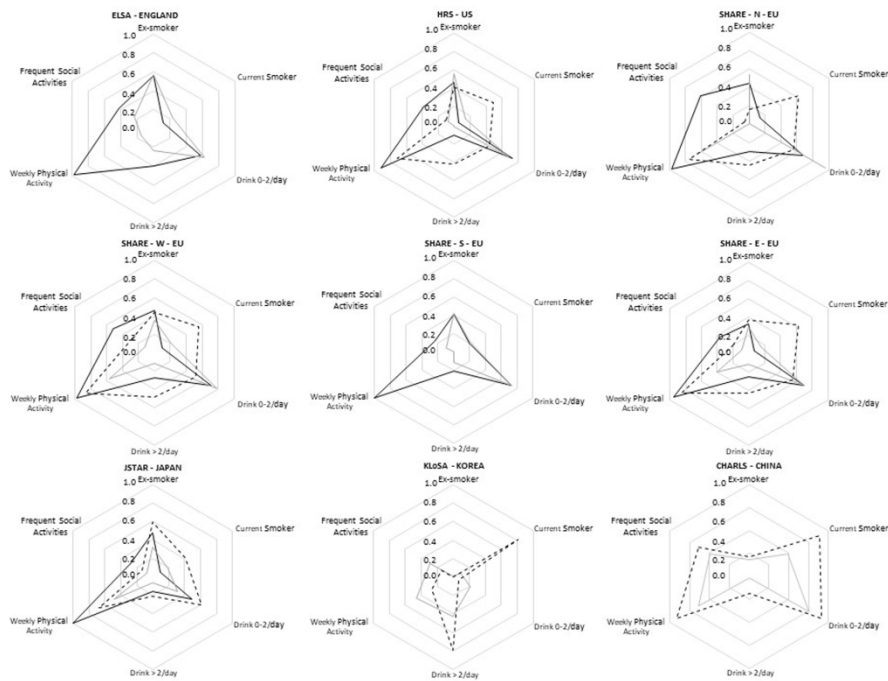 ELSA - ENGLAND
Ex-smoker
1.0
0.8
0.6
0.4
0.2
0.0
Current Smoker
Drink 0-2/day
Drink > 2/day
Weekly Physical
Activity
Frequent Social
Activities
HRS - US
Ex-smoker
1.0
0.8
0.6
0.4
0.2
0.0
Current Smoker
Drink 0-2/day
Drink > 2/day
Weekly Physical
Activity
Frequent Social
Activities
SHARE - N - EU
Ex-smoker
1.0
0.8
0.6
0.4
0.2
0.0
Current Smoker
Drink 0-2/day
Drink > 2/day
Weekly Physical
Activity
Frequent Social
Activities
SHARE - W - EU
Ex-smoker
1.0
0.8
0.6
0.4
0.2
0.0
Current Smoker
Drink 0-2/day
Drink > 2/day
Weekly Physical
Activity
Frequent Social
Activities
SHARE - S - EU
Ex-smoker
1.0
0.8
0.6
0.4
0.2
0.0
Current Smoker
Drink 0-2/day
Drink > 2/day
Weekly Physical
Activity
Frequent Social
Activities
SHARE - E - EU
Ex-smoker
1.0
0.8
0.6
0.4
0.2
0.0
Current Smoker
Drink 0-2/day
Drink > 2/day
Weekly Physical
Activity
Frequent Social
Activities
JSTAR - JAPAN
Ex-smoker
1.0
0.8
0.6
0.4
0.2
0.0
Current Smoker
Drink 0-2/day
Drink > 2/day
Weekly Physical
Activity
Frequent Social
Activities
KLoSA - KOREA
Ex-smoker
1.0
0.8
0.6
0.4
0.2
0.0
Current Smoker
Drink 0-2/day
Drink > 2/day
Weekly Physical
Activity
Frequent Social
Activities
CHARLS - CHINA
Ex-smoker
1.0
0.8
0.6
0.4
0.2
0.0
Current Smoker
Drink 0-2/day
Drink > 2/day
Weekly Physical
Activity
Frequent Social
Activities